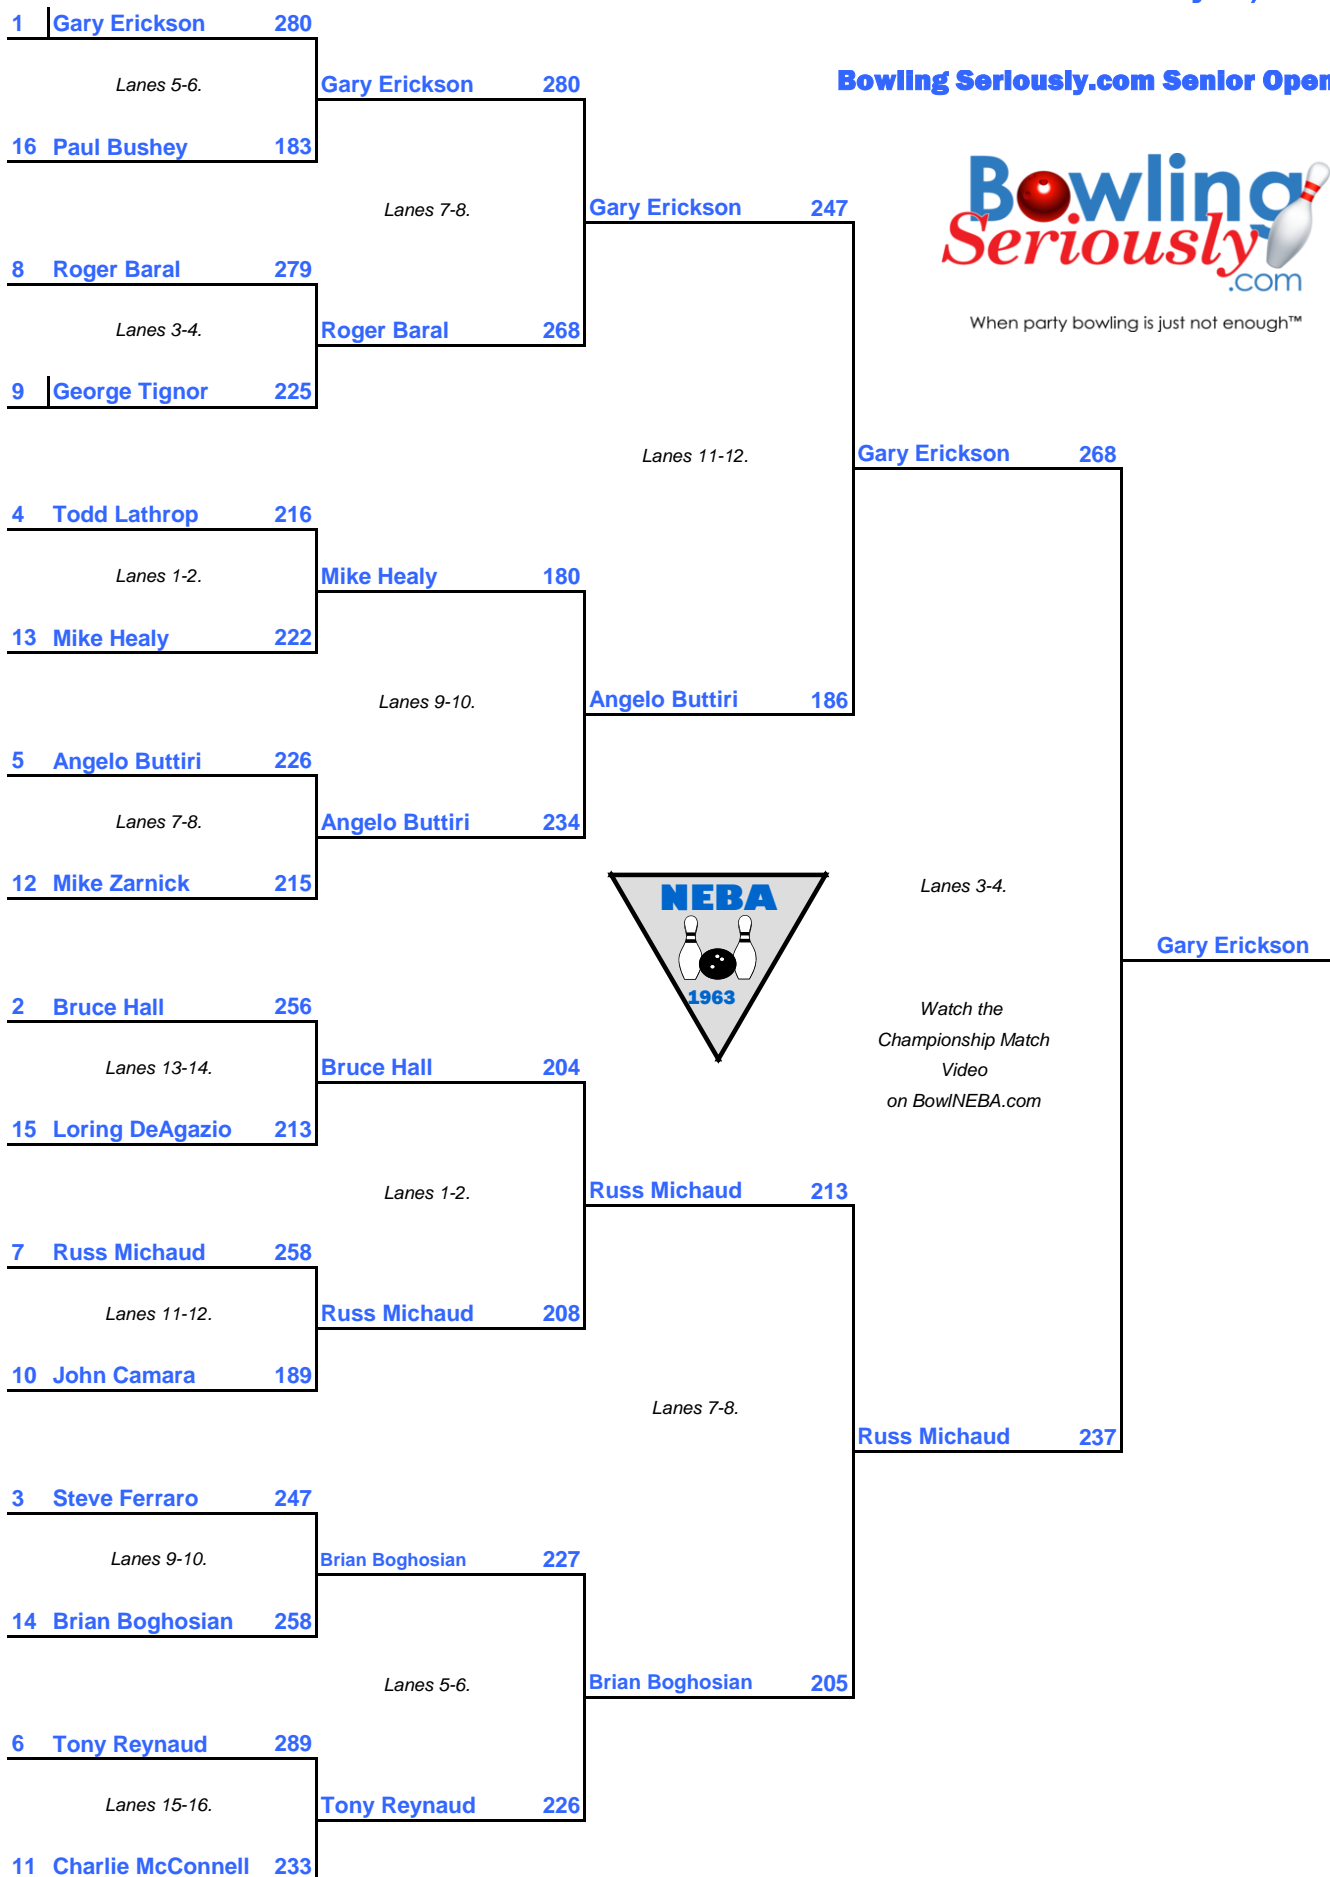 1 Gary Erickson 280
Lanes 5-6.
Gary Erickson 280
Bowling Seriously.com Senior Open
16 Paul Bushey 183
Bowling
Seriously
.com
Lanes 7-8.
Gary Erickson 247
8 Roger Baral 279
Lanes 3-4.
Roger Baral 268
When party bowling is just not enough™
9 George Tignor 225
Lanes 11-12.
Gary Erickson 268
4 Todd Lathrop 216
Lanes 1-2.
Mike Healy 180
13 Mike Healy 222
Lanes 9-10.
Angelo Buttiri 186
5 Angelo Buttiri 226
Lanes 7-8.
Angelo Buttiri 234
12 Mike Zarnick 215
NEBA
1963
Lanes 3-4.
Gary Erickson
2 Bruce Hall 256
Watch the
Championship Match
Video
on BowlNEBA.com
Lanes 13-14.
Bruce Hall 204
15 Loring DeAgazio 213
Lanes 1-2.
Russ Michaud 213
7 Russ Michaud 258
Lanes 11-12.
Russ Michaud 208
10 John Camara 189
Lanes 7-8.
Russ Michaud 237
3 Steve Ferraro 247
Lanes 9-10.
Brian Boghosian 227
14 Brian Boghosian 258
Lanes 5-6.
Brian Boghosian 205
6 Tony Reynaud 289
Lanes 15-16.
Tony Reynaud 226
11 Charlie McConnell 233